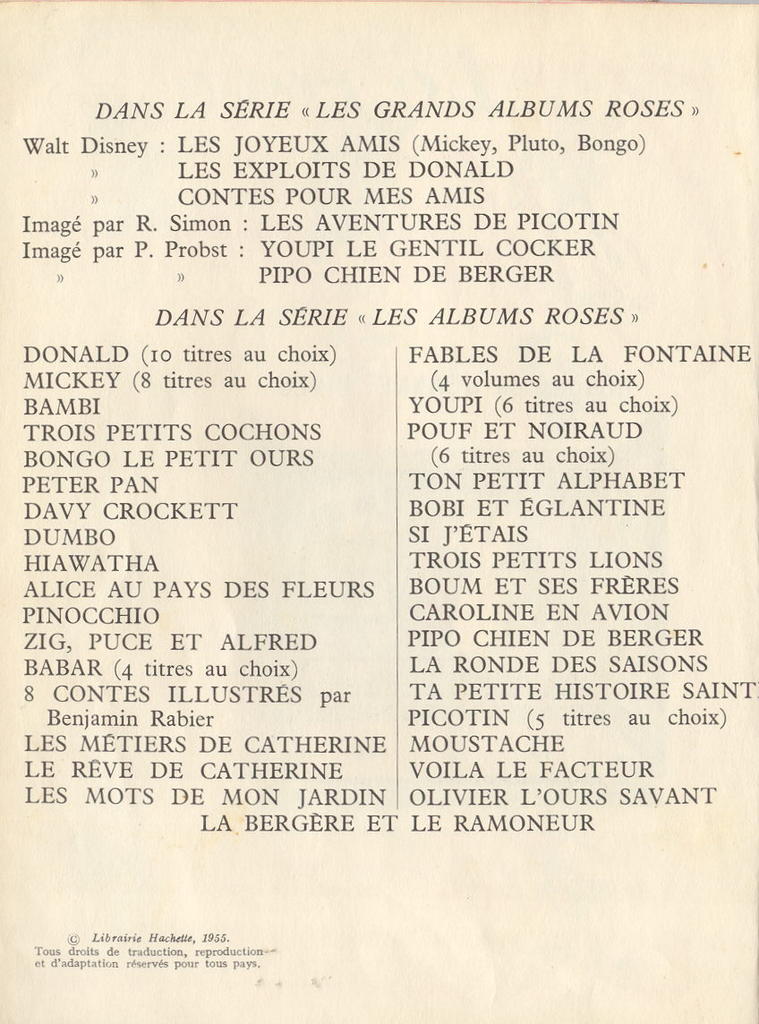 DANS LA SÉRIE « LES GRANDS ALBUMS ROSES »
Walt Disney : LES JOYEUX AMIS (Mickey, Pluto, Bongo)
» LES EXPLOITS DE DONALD
» CONTES POUR MES AMIS
Imagé par R. Simon : LES AVENTURES DE PICOTIN
Imagé par P. Probst : YOUPI LE GENTIL COCKER
» » PIPO CHIEN DE BERGER
DANS LA SÉRIE « LES ALBUMS ROSES »
DONALD (10 titres au choix)
MICKEY (8 titres au choix)
BAMBI
TROIS PETITS COCHONS
BONGO LE PETIT OURS
PETER PAN
DAVY CROCKETT
DUMBO
HIAWATHA
ALICE AU PAYS DES FLEURS
PINOCCHIO
ZIG, PUCE ET ALFRED
BABAR (4 titres au choix)
8 CONTES ILLUSTRÉS par
Benjamin Rabier
LES MÉTIERS DE CATHERINE
LE RÊVE DE CATHERINE
LES MOTS DE MON JARDIN
FABLES DE LA FONTAINE
(4 volumes au choix)
YOUPI (6 titres au choix)
POUF ET NOIRAUD
(6 titres au choix)
TON PETIT ALPHABET
BOBI ET ÉGLANTINE
SI J'ÉTAIS
TROIS PETITS LIONS
BOUM ET SES FRÈRES
CAROLINE EN AVION
PIPO CHIEN DE BERGER
LA RONDE DES SAISONS
TA PETITE HISTOIRE SAINT
PICOTIN (5 titres au choix)
MOUSTACHE
VOILA LE FACTEUR
OLIVIER L'OURS SAVANT
LA BERGÈRE ET LE RAMONEUR
© Librairie Hachette, 1955.
Tous droits de traduction, reproduction
et d'adaptation réservés pour tous pays.